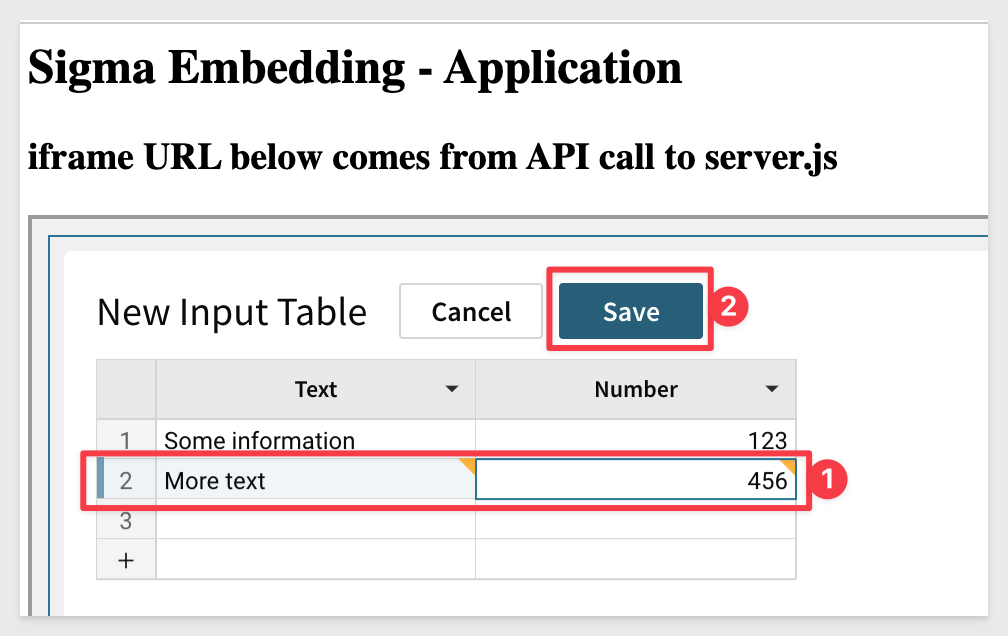 Sigma Embedding - Application
iframe URL below comes from API call to server.js
New Input Table Cancel Save 2
Text Number
1 Some information 123
2 More text 456 1
3
+